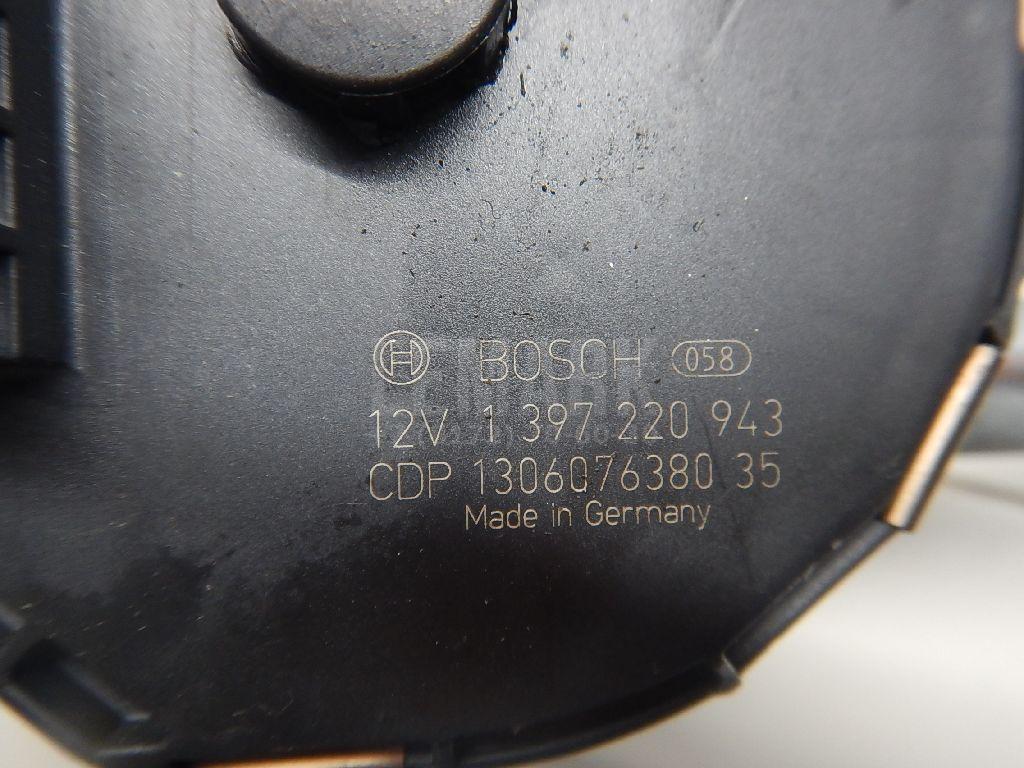 BOSCH 058
12V 1 397 220 943
CDP 1306076380 35
Made in Germany